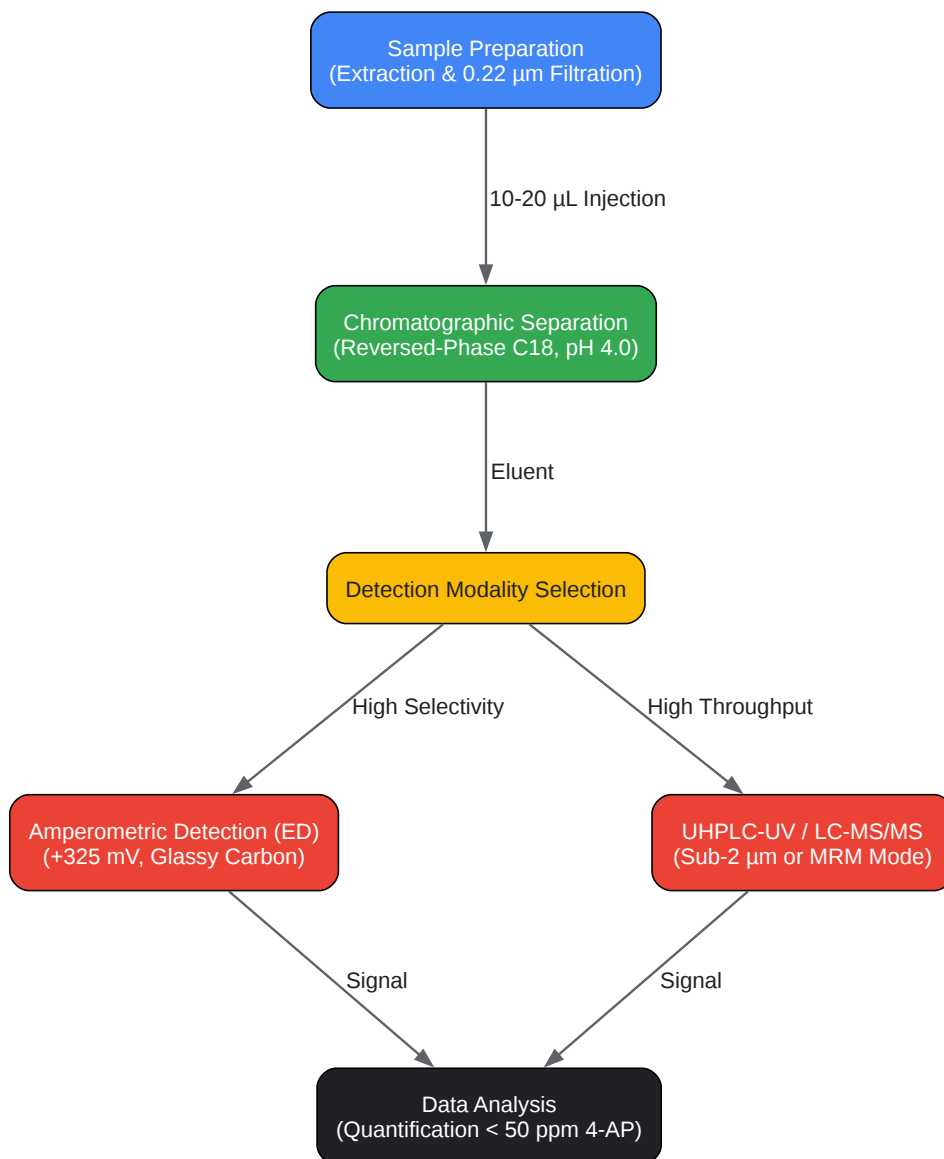 Sample Preparation
(Extraction & 0.22 µm Filtration)
10-20 µL Injection
Chromatographic Separation
(Reversed-Phase C18, pH 4.0)
Eluent
Detection Modality Selection
High Selectivity
High Throughput
Amperometric Detection (ED)
(+325 mV, Glassy Carbon)
UHPLC-UV / LC-MS/MS
(Sub-2 µm or MRM Mode)
Signal
Signal
Data Analysis
(Quantification < 50 ppm 4-AP)